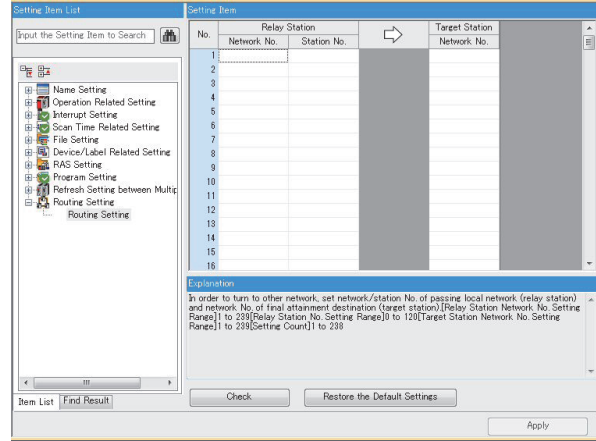 Setting Item List
Input the Setting Item to Search
Name Setting
Operation Related Setting
Interrupt Setting
Scan Time Related Setting
File Setting
Device/Label Related Setting
RAS Setting
Program Setting
Refresh Setting between Multip
Routing Setting
Routing Setting
Item List
Find Result
Setting Item
No.
Relay Station
Target Station
Network No.
Station No.
Network No.
1
2
3
4
5
6
7
8
9
10
11
12
13
14
15
16
Explanation
In order to turn to other network, set network/station No. of passing local network (relay station)
and network No. of final attainment destination (target station).[Relay Station Network No. Setting
Range]1 to 239[Relay Station No. Setting Range]0 to 120[Target Station Network No. Setting
Range]1 to 239[Setting Count]1 to 238
Check
Restore the Default Settings
Apply